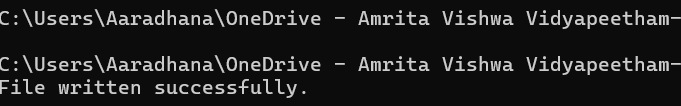 C:\Users\Aaradhana\OneDrive - Amrita Vishwa Vidyapeetham-
C:\Users\Aaradhana\OneDrive - Amrita Vishwa Vidyapeetham-
File written successfully.